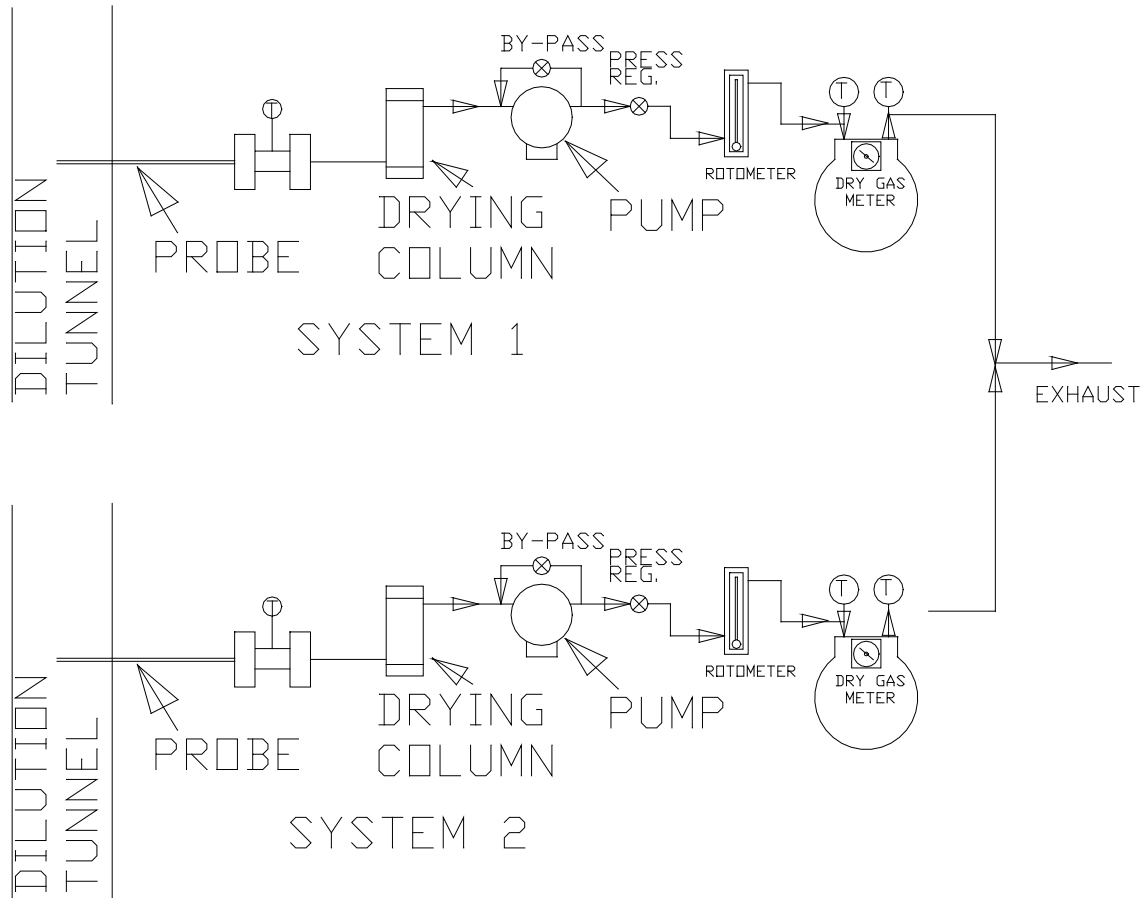 DILUTION
TUNNEL
BY-PASS
PRESS
REG.
T
T
T
ROTOMETER
DRY GAS
METER
PROBE
DRYING
COLUMN
PUMP
SYSTEM 1
EXHAUST
DILUTION
TUNNEL
BY-PASS
PRESS
REG.
T
T
T
ROTOMETER
DRY GAS
METER
PROBE
DRYING
COLUMN
PUMP
SYSTEM 2